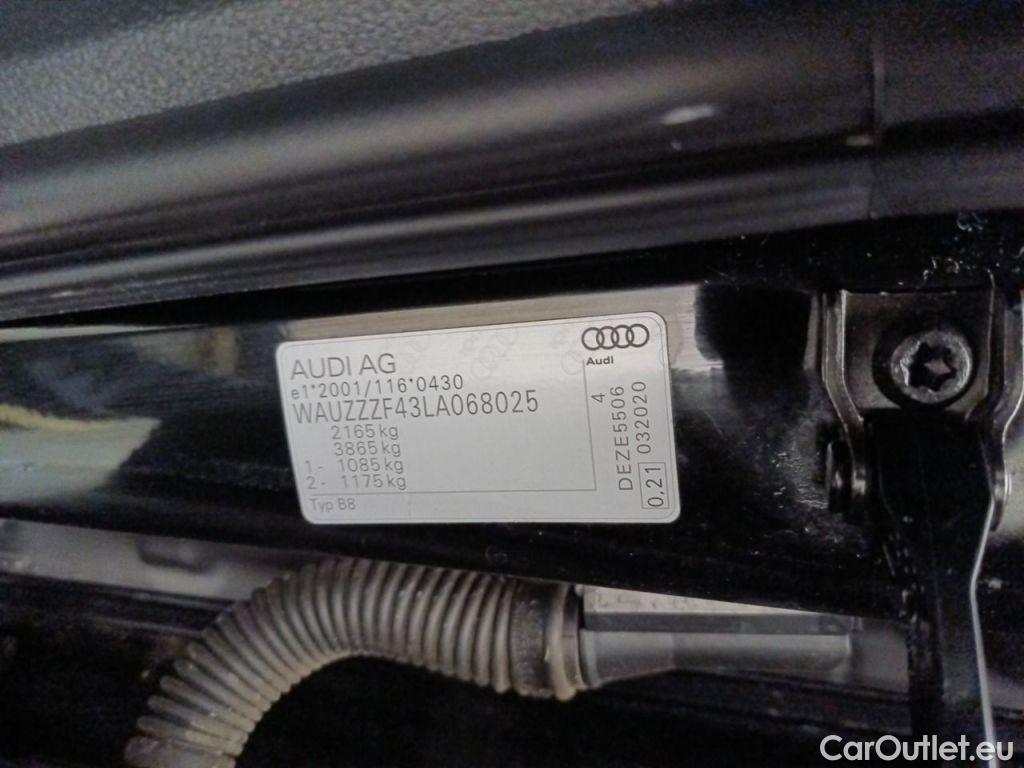 AUDI AG
e1*2001/116*0430
WAUZZZF43LA068025
2165 kg
3865 kg
1- 1085 kg
2- 1175 kg
Typ B8
Audi
4
DEZE5506
0,21 032020
CarOutlet.eu